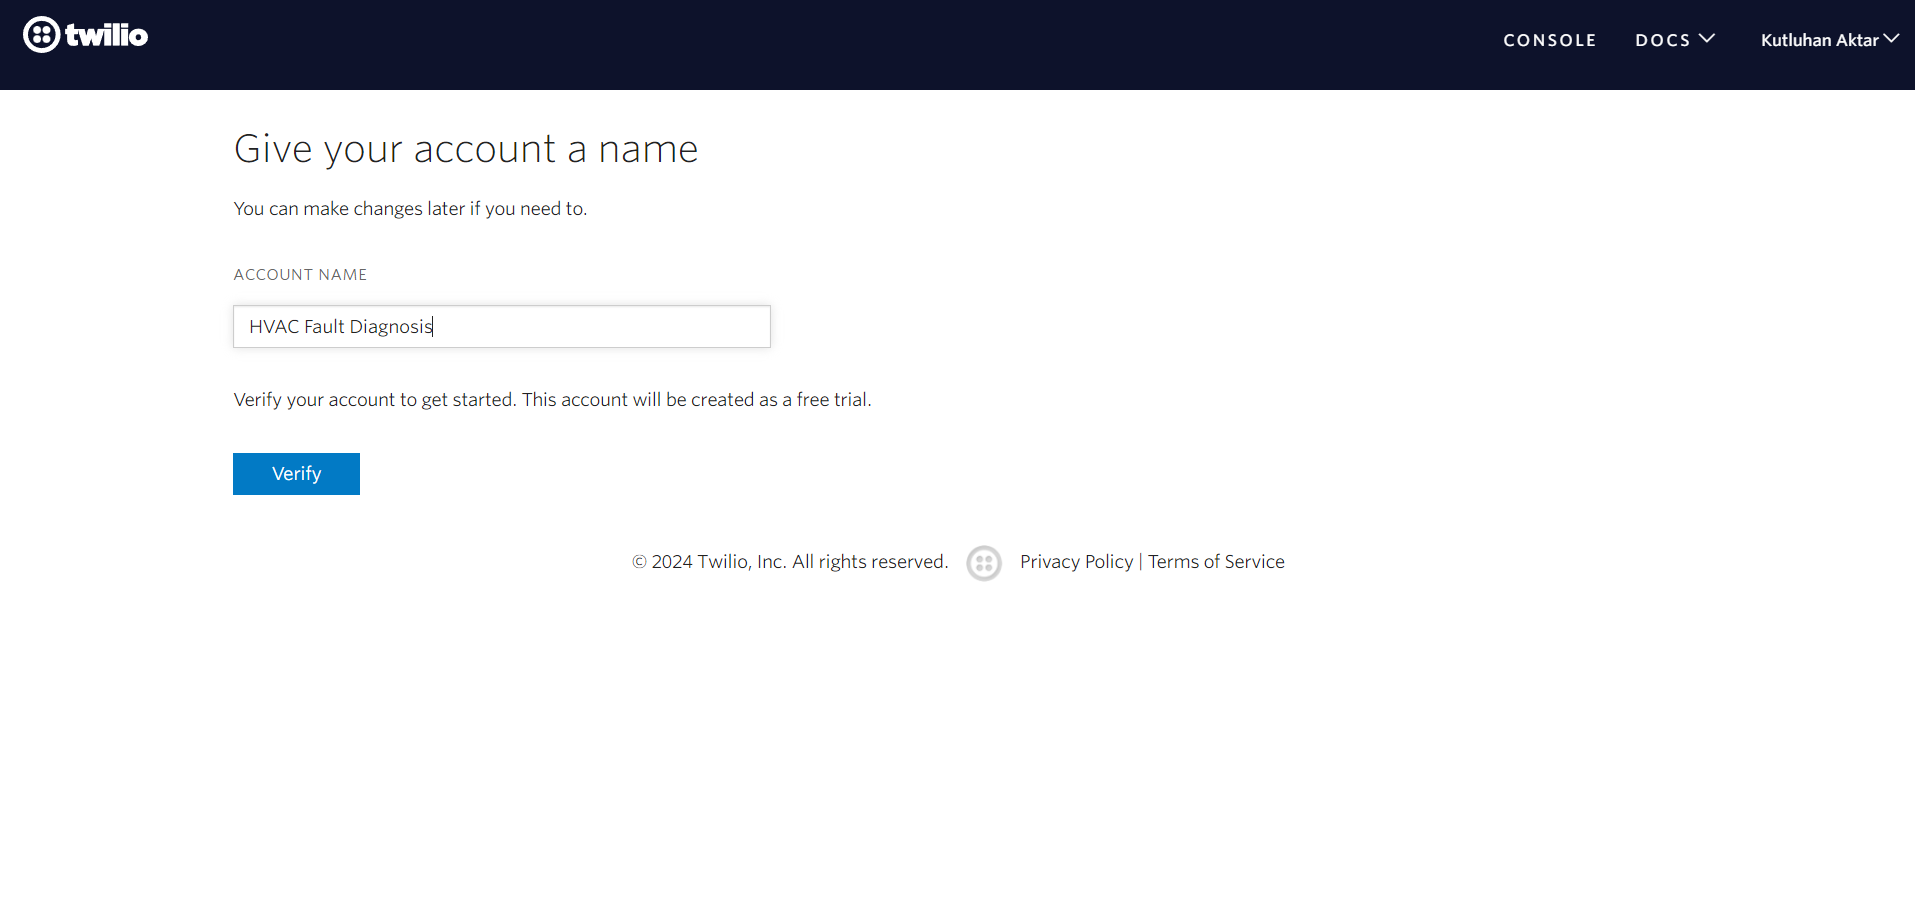 twilio
CONSOLE DOCS Kutluhan Aktar
Give your account a name
You can make changes later if you need to.
ACCOUNT NAME
HVAC Fault Diagnosis
Verify your account to get started. This account will be created as a free trial.
Verify
© 2024 Twilio, Inc. All rights reserved. Privacy Policy | Terms of Service